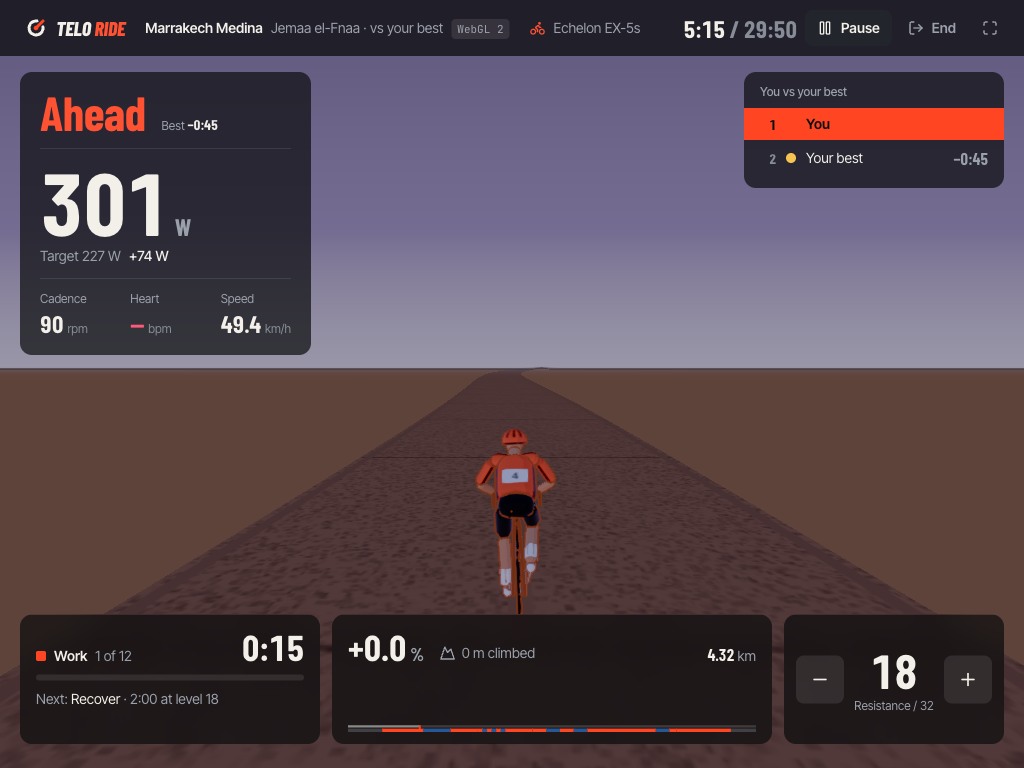 TELO RIDE
Marrakech Medina Jemaa el-Fnaa · vs your best WebGL 2
Echelon EX-5s
5:15 / 29:50
Pause
End
Ahead Best −0:45
301 W
Target 227 W +74 W
Cadence Heart Speed
90 rpm – bpm 49.4 km/h
You vs your best
1 You
2 Your best −0:45
4
Work 1 of 12 0:15
Next: Recover · 2:00 at level 18
+0.0 % 0 m climbed 4.32 km
− 18 +
Resistance / 32